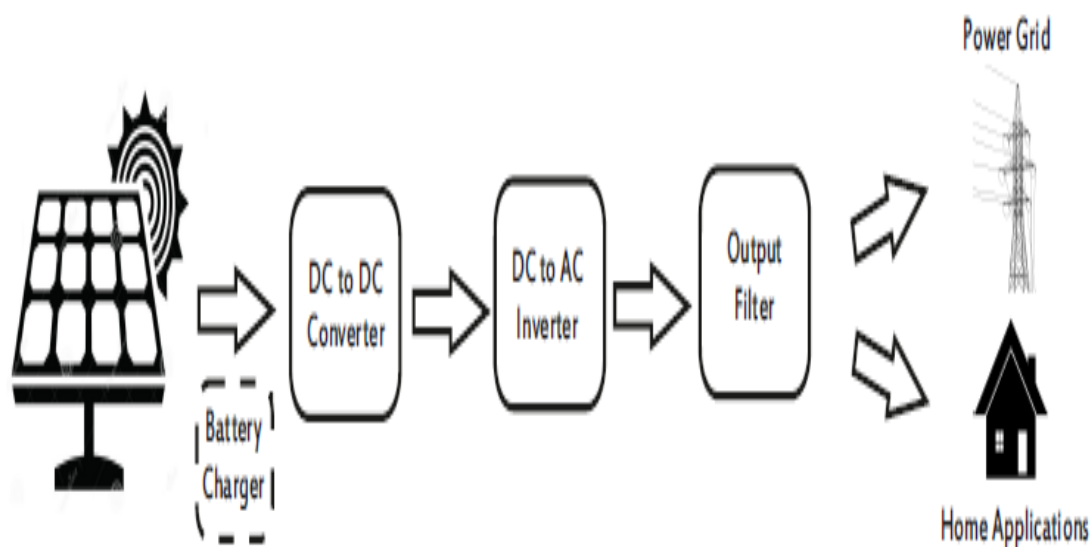 Power Grid
DC to DC
Converter
DC to AC
Inverter
Output
Filter
Battery
Charger
Home Applications